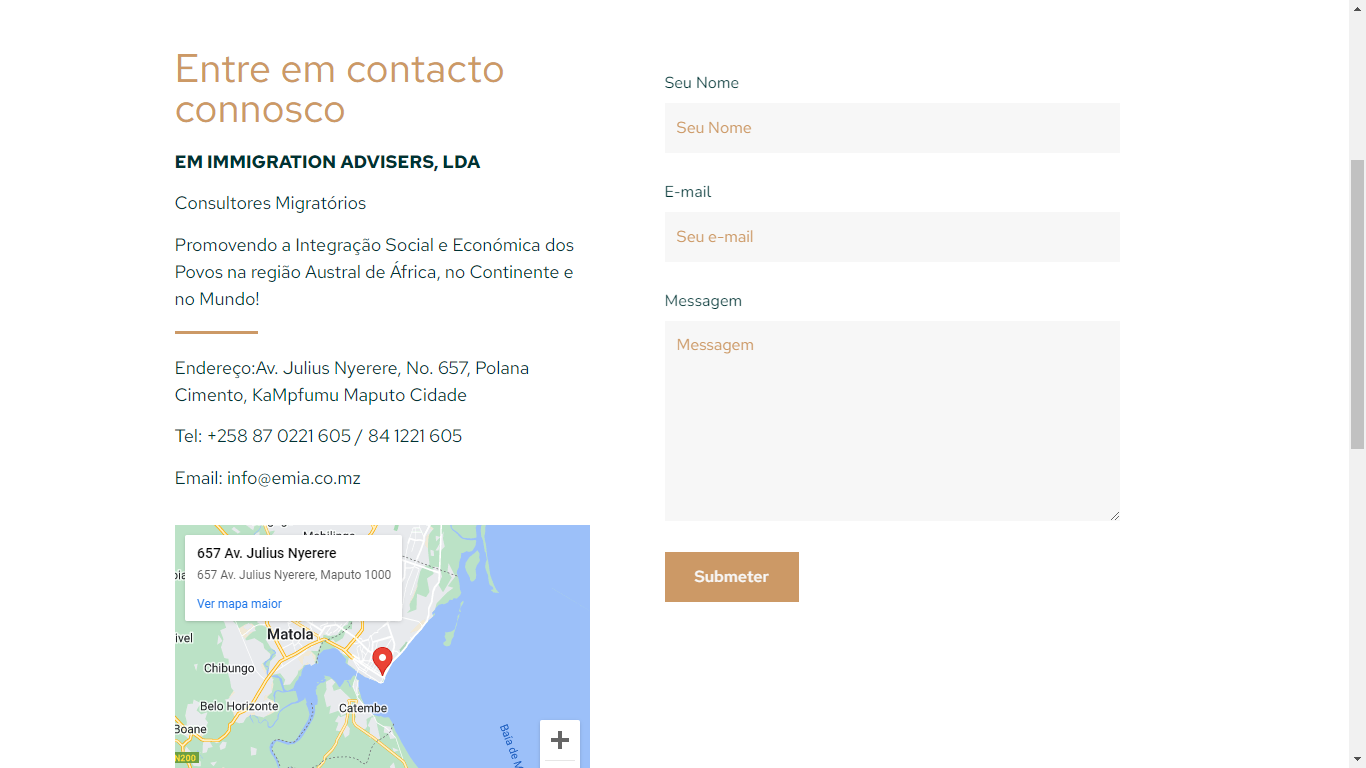 Entre em contacto
connosco
EM IMMIGRATION ADVISERS, LDA
Consultores Migratórios
Promovendo a Integração Social e Económica dos
Povos na região Austral de África, no Continente e
no Mundo!
Endereço:Av. Julius Nyerere, No. 657, Polana
Cimento, KaMpfumu Maputo Cidade
Tel: +258 87 0221 605 / 84 1221 605
Email: info@emia.co.mz
657 Av. Julius Nyerere
657 Av. Julius Nyerere, Maputo 1000
Ver mapa maior
Matola
Chibungo
Belo Horizonte
Catembe
Boane
N200
Baía de
Seu Nome
Seu Nome
E-mail
Seu e-mail
Messagem
Messagem
Submeter